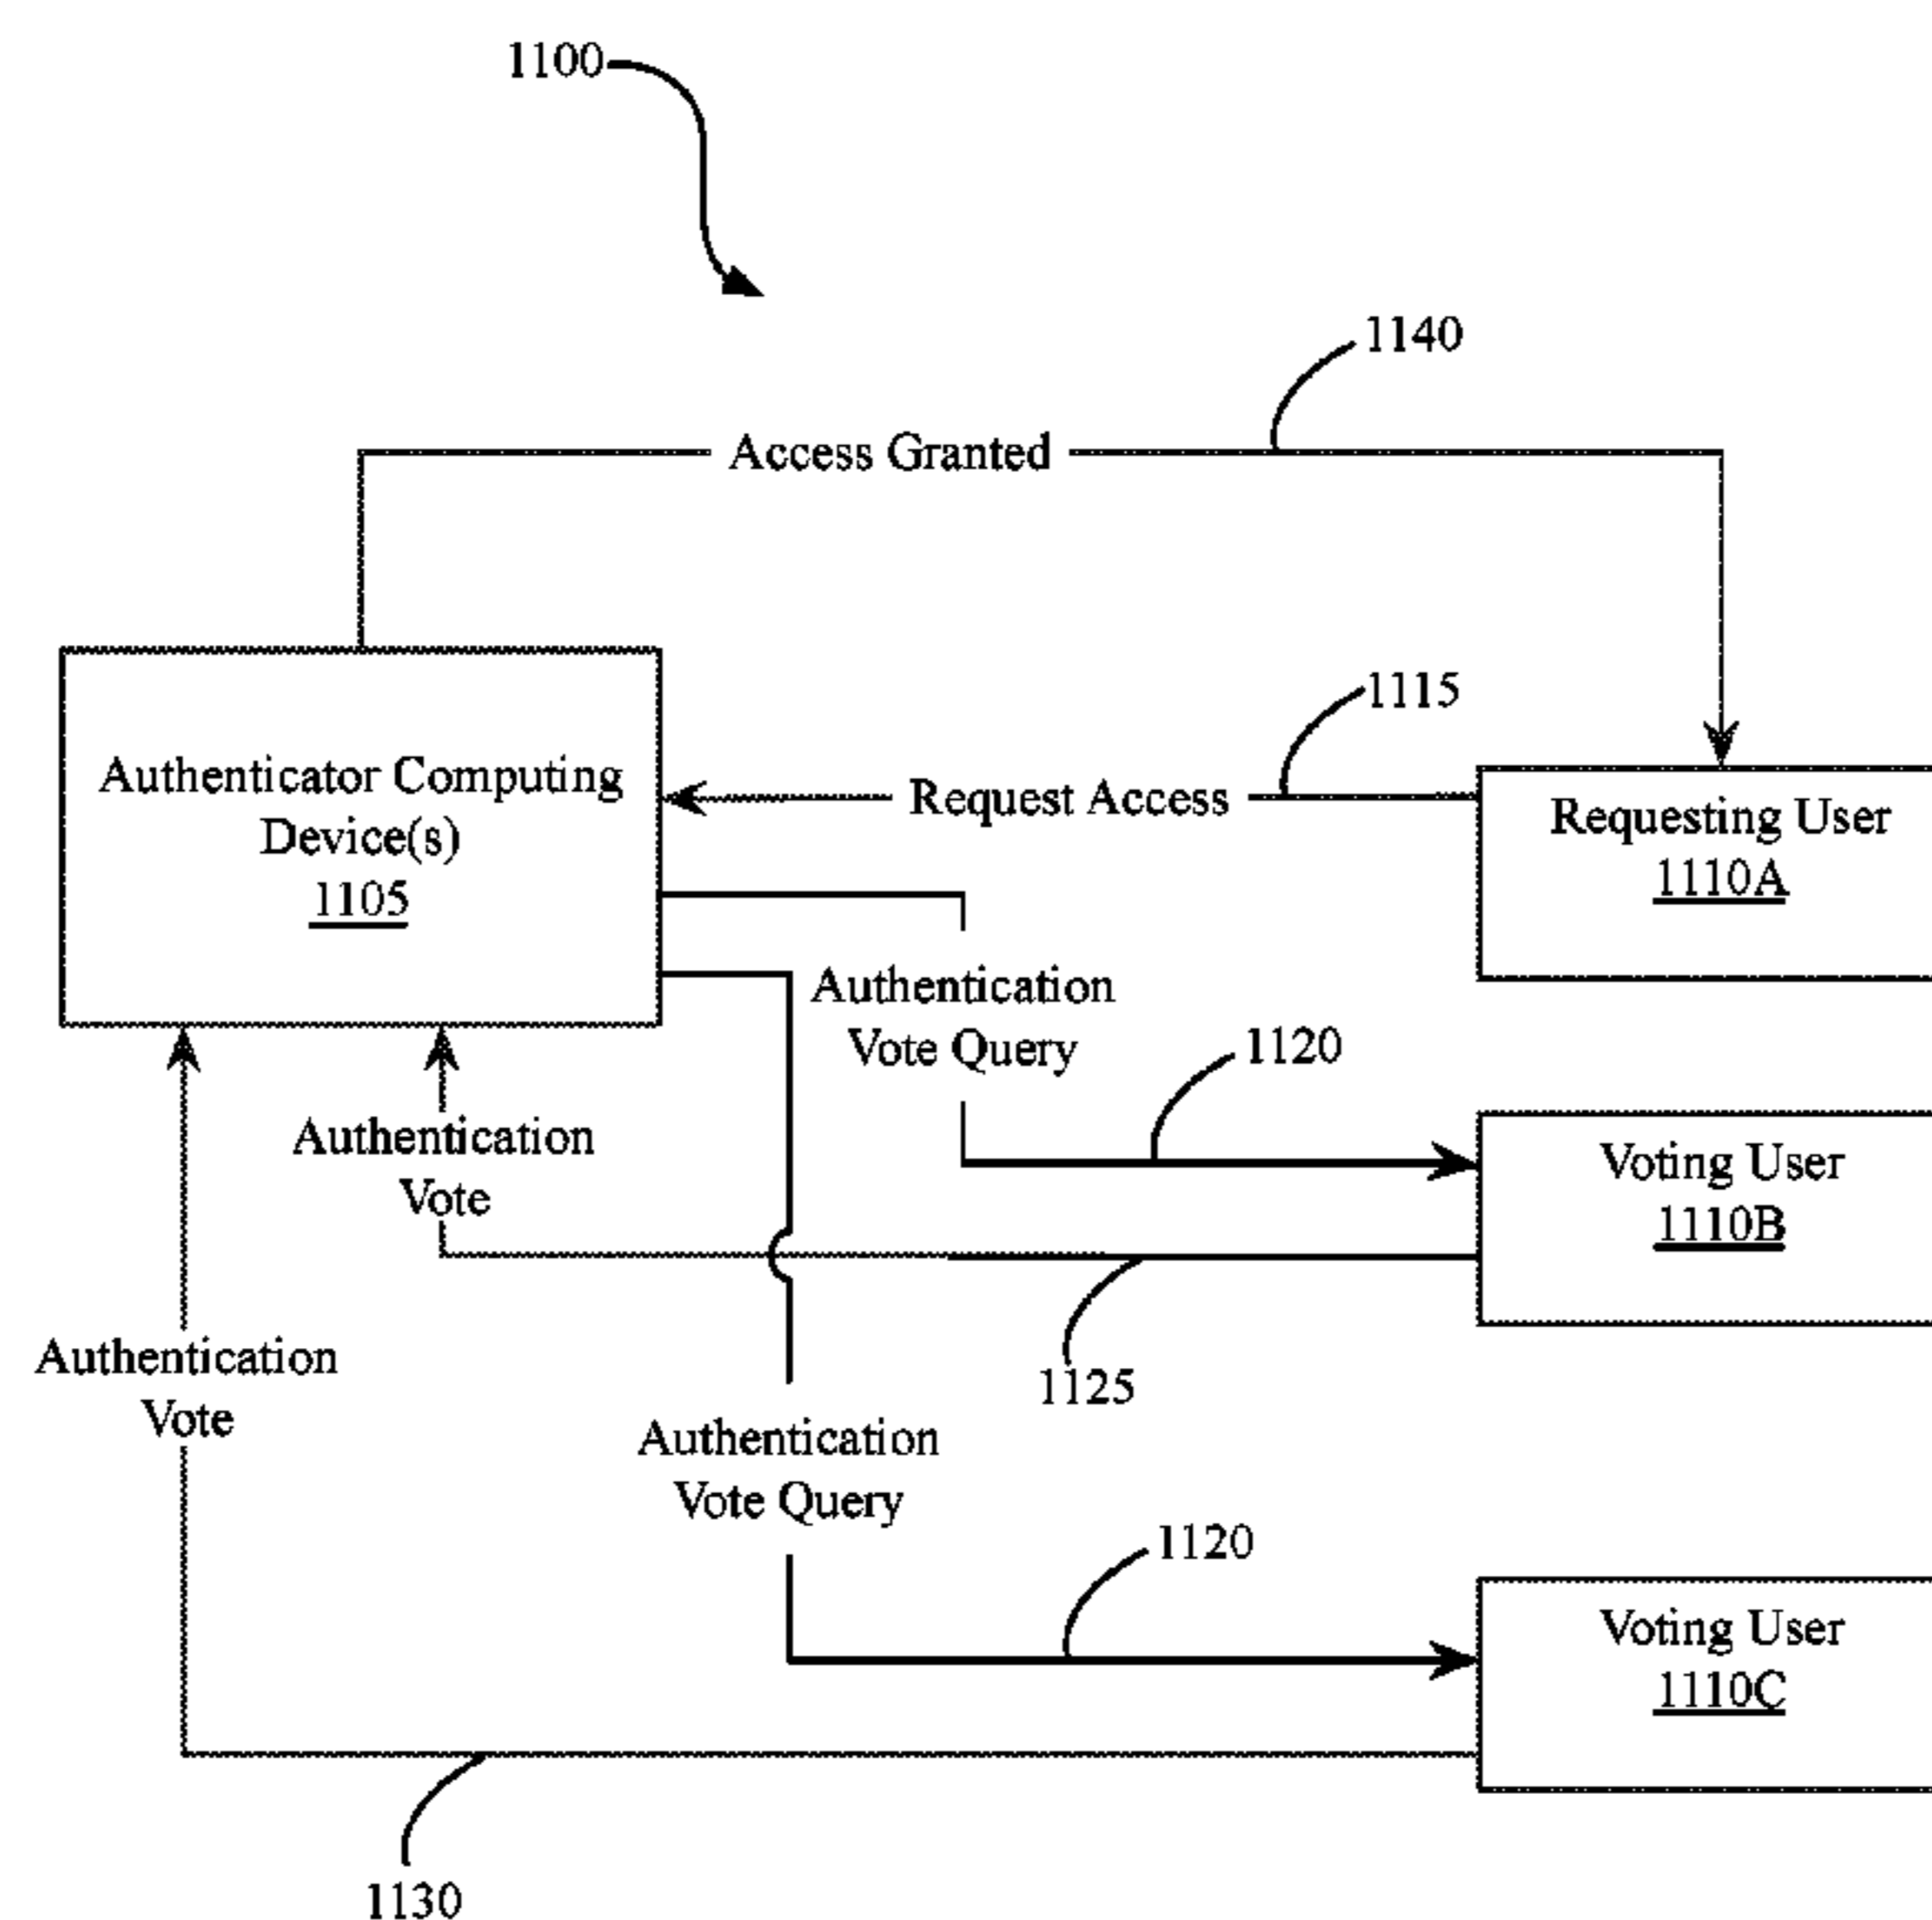 1100
1140
Access Granted
1115
Request Access
Authenticator Computing
Device(s)
1105
Requesting User
1110A
Authentication
Vote Query
1120
Authentication
Vote
Voting User
1110B
1125
Authentication
Vote
Authentication
Vote Query
1120
Voting User
1110C
1130